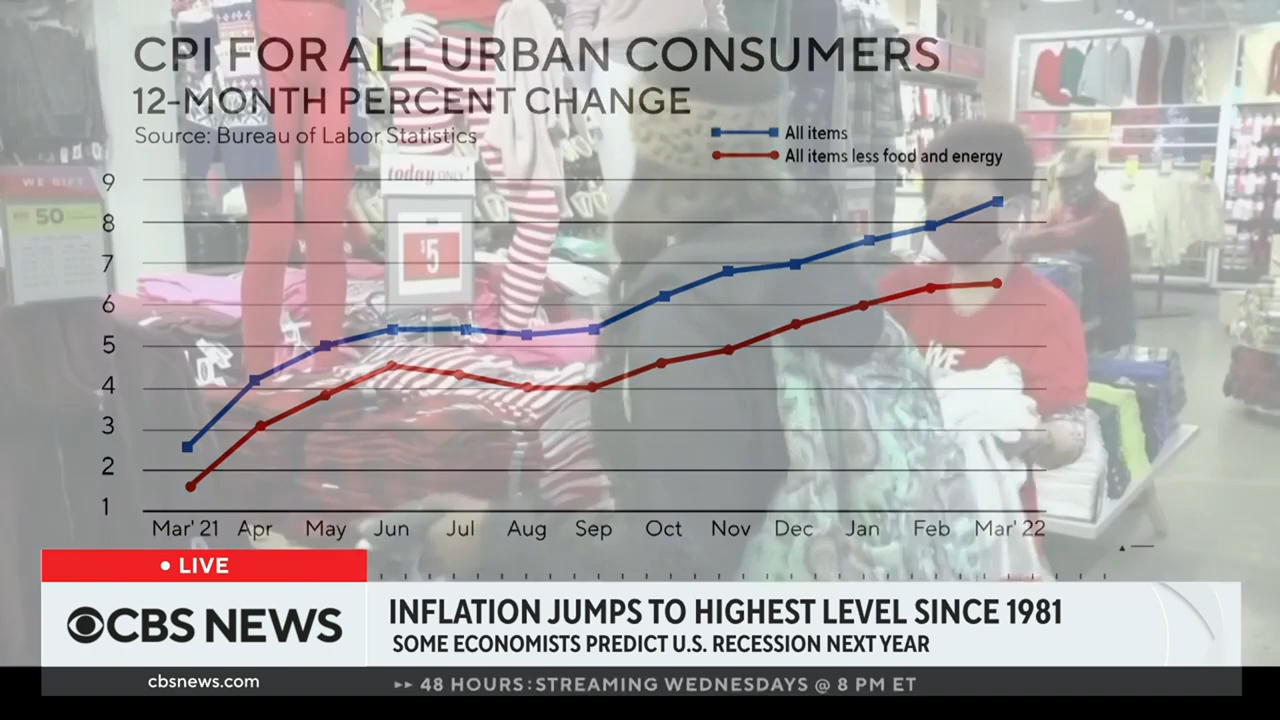 CPI FOR ALL URBAN CONSUMERS
12-MONTH PERCENT CHANGE
Source: Bureau of Labor Statistics
All items
All items less food and energy
today ONLY!
$5
WE GIFT
50
WE
9
8
7
6
5
4
3
2
1
Mar' 21 Apr May Jun Jul Aug Sep Oct Nov Dec Jan Feb Mar' 22
• LIVE
CBS NEWS
INFLATION JUMPS TO HIGHEST LEVEL SINCE 1981
SOME ECONOMISTS PREDICT U.S. RECESSION NEXT YEAR
cbsnews.com
48 HOURS : STREAMING WEDNESDAYS @ 8 PM ET